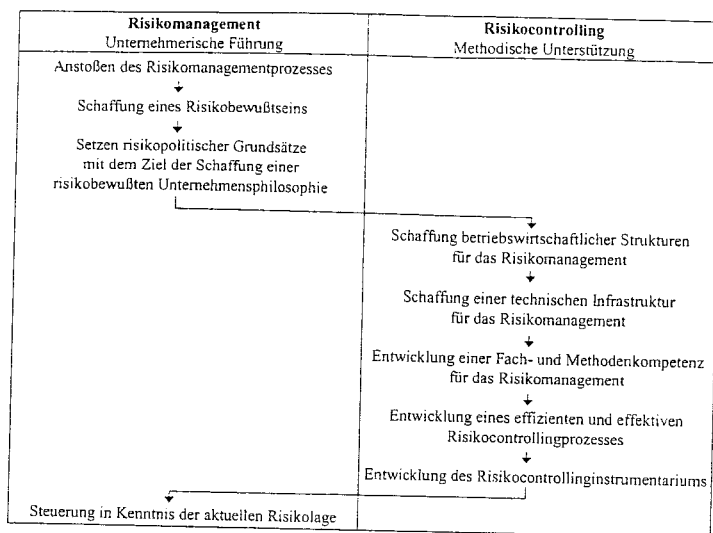 Risikomanagement
Unternehmerische Führung
Risikocontrolling
Methodische Unterstützung
Anstoßen des Risikomanagementprozesses
Schaffung eines Risikobewußtseins
Setzen risikopolitischer Grundsätze
mit dem Ziel der Schaffung einer
risikobewußten Unternehmensphilosophie
Schaffung betriebswirtschaftlicher Strukturen
für das Risikomanagement
Schaffung einer technischen Infrastruktur
für das Risikomanagement
Entwicklung einer Fach- und Methodenkompetenz
für das Risikomanagement
Entwicklung eines effizienten und effektiven
Risikocontrollingprozesses
Entwicklung des Risikocontrollinginstrumentariums
Steuerung in Kenntnis der aktuellen Risikolage